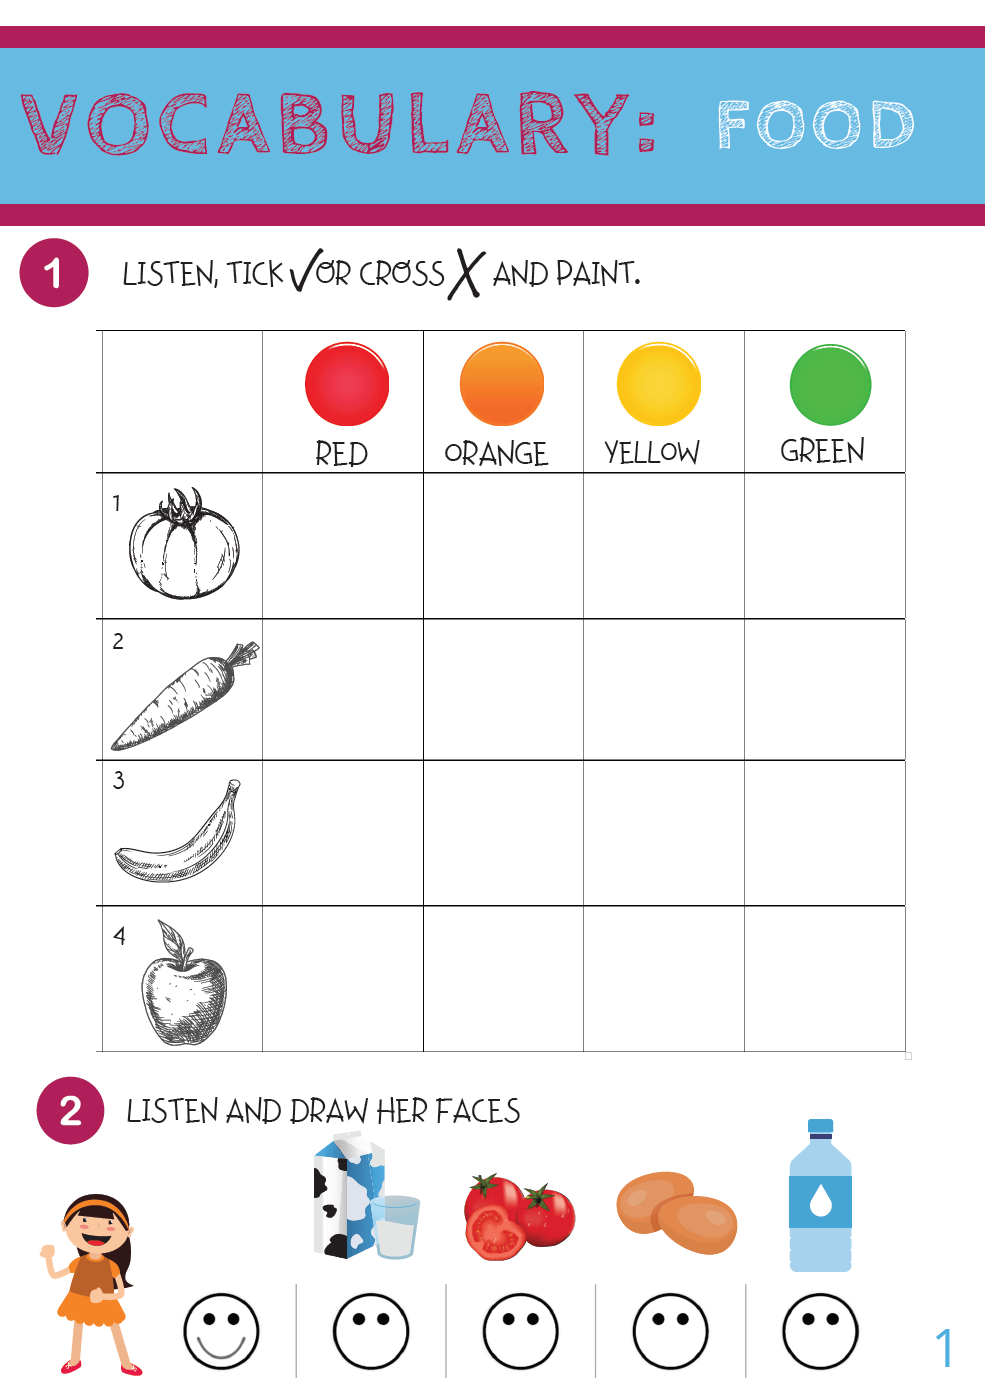 VOCABULARY: FOOD
1 LISTEN, TICK ✓ OR CROSS X AND PAINT.
RED ORANGE YELLOW GREEN
1
2
3
4
2 LISTEN AND DRAW HER FACES
1